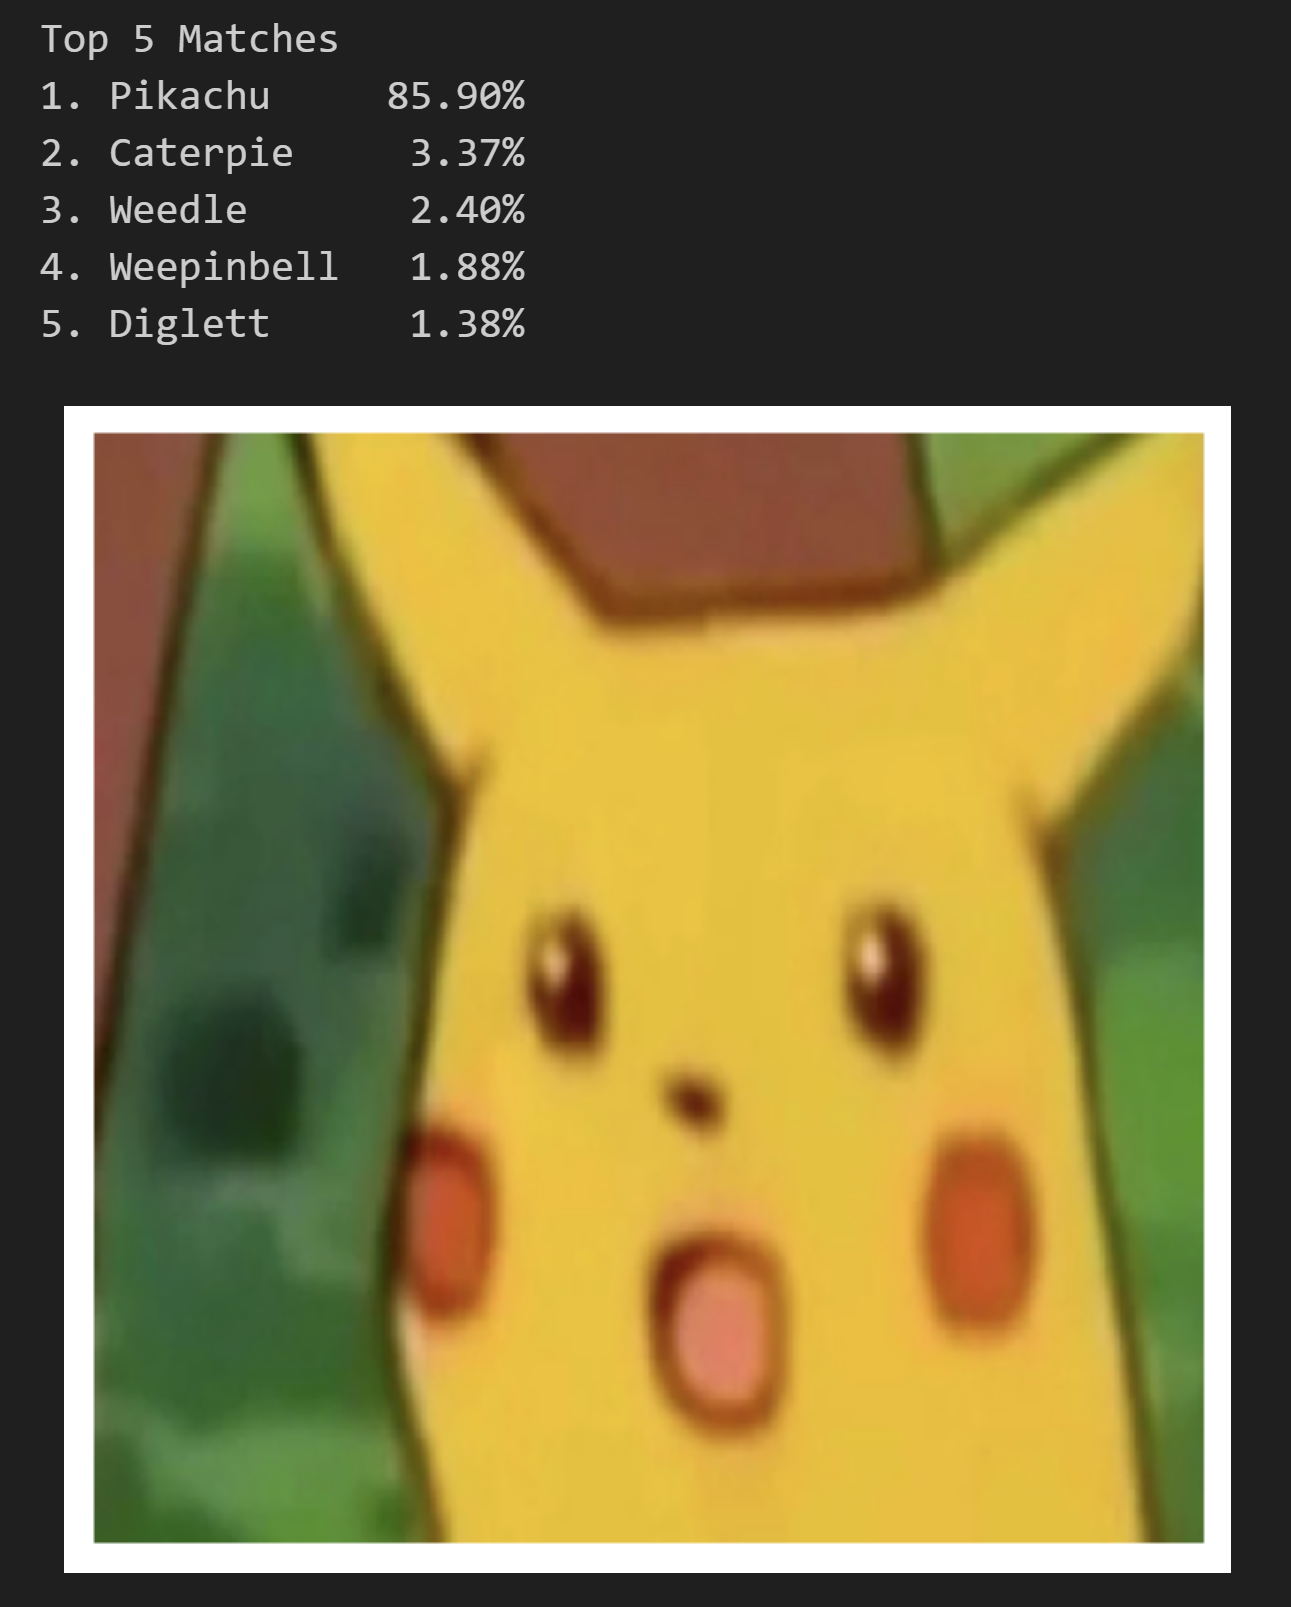 Top 5 Matches
1. Pikachu 85.90%
2. Caterpie 3.37%
3. Weedle 2.40%
4. Weepinbell 1.88%
5. Diglett 1.38%